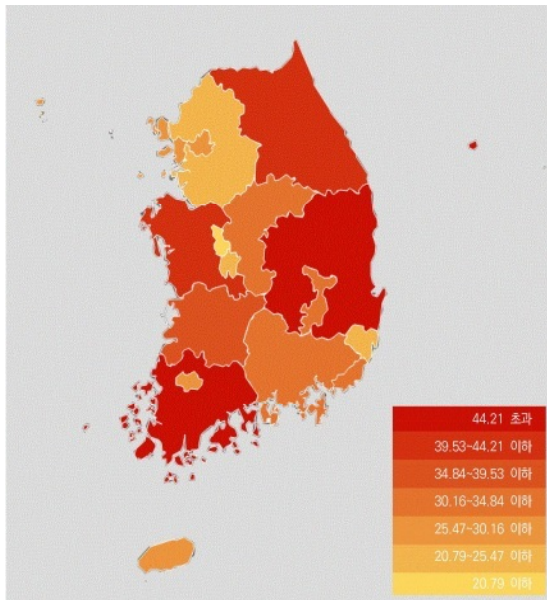 44.21 초과
39.53~44.21 이하
34.84~39.53 이하
30.16~34.84 이하
25.47~30.16 이하
20.79~25.47 이하
20.79 이하